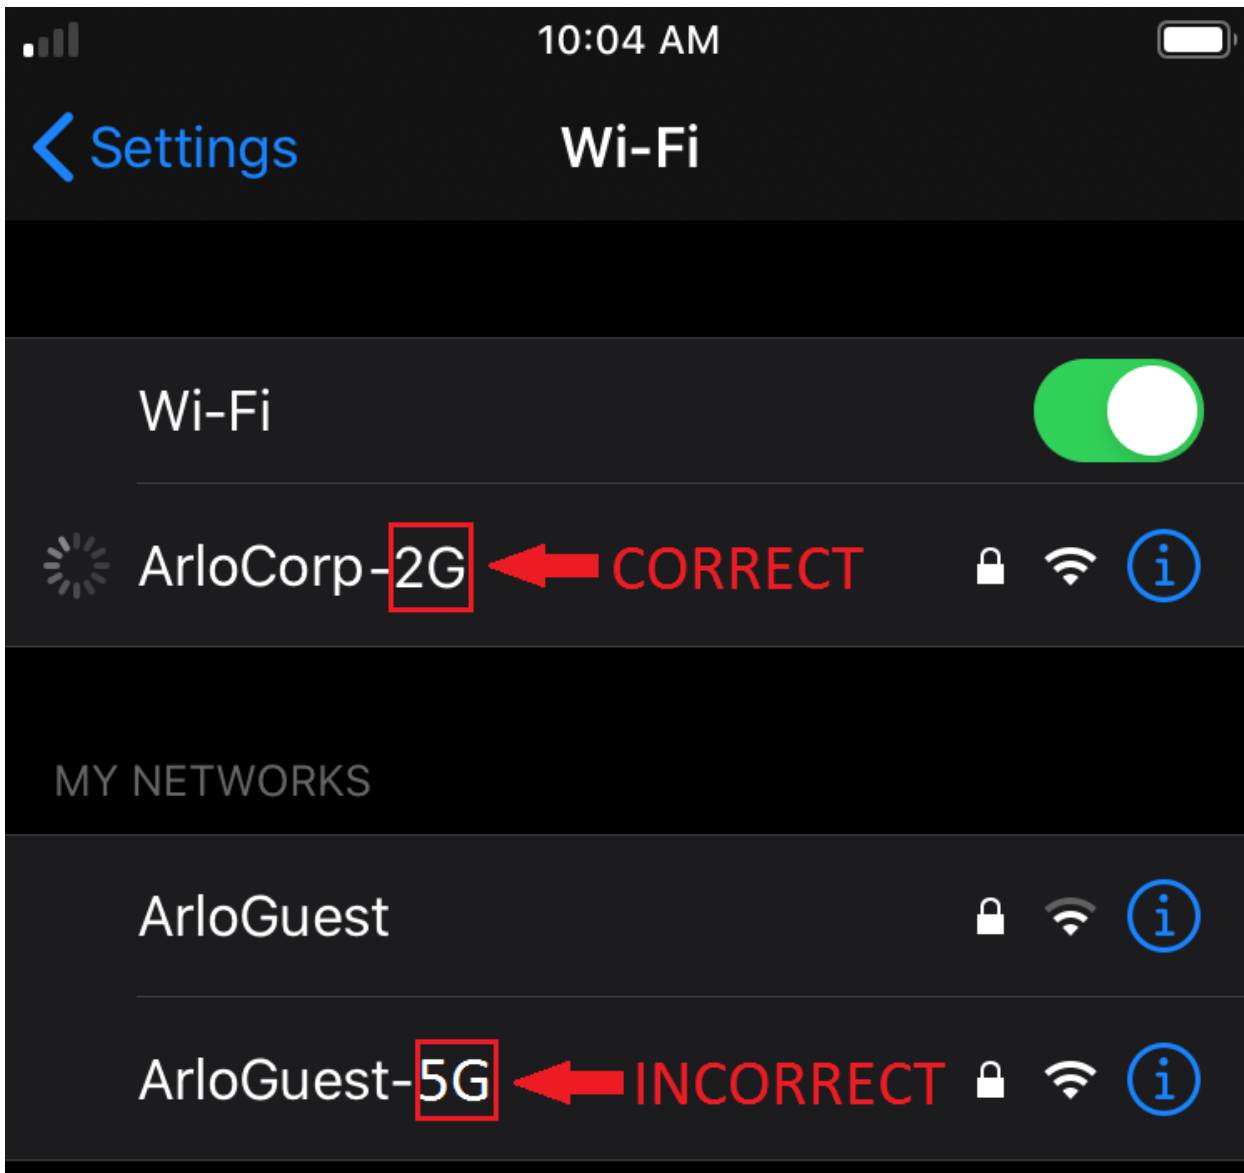 10:04 AM
Settings Wi-Fi
Wi-Fi
ArloCorp-2G CORRECT
MY NETWORKS
ArloGuest
ArloGuest-5G INCORRECT